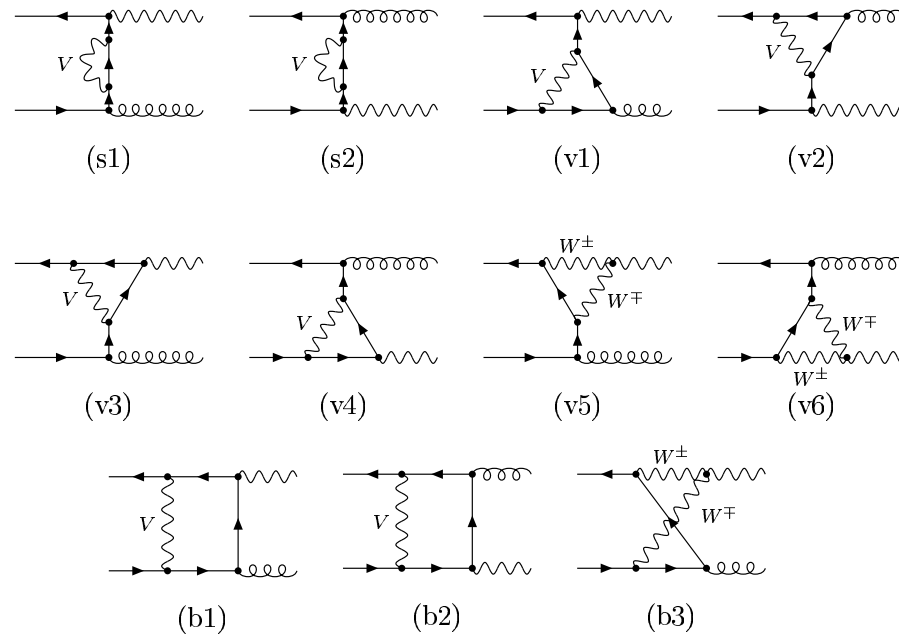 V
V
V
V
(s1) (s2) (v1) (v2)
W^±
V
V
W^∓
W^∓
W^±
(v3) (v4) (v5) (v6)
W^±
V
V
W^∓
(b1) (b2) (b3)